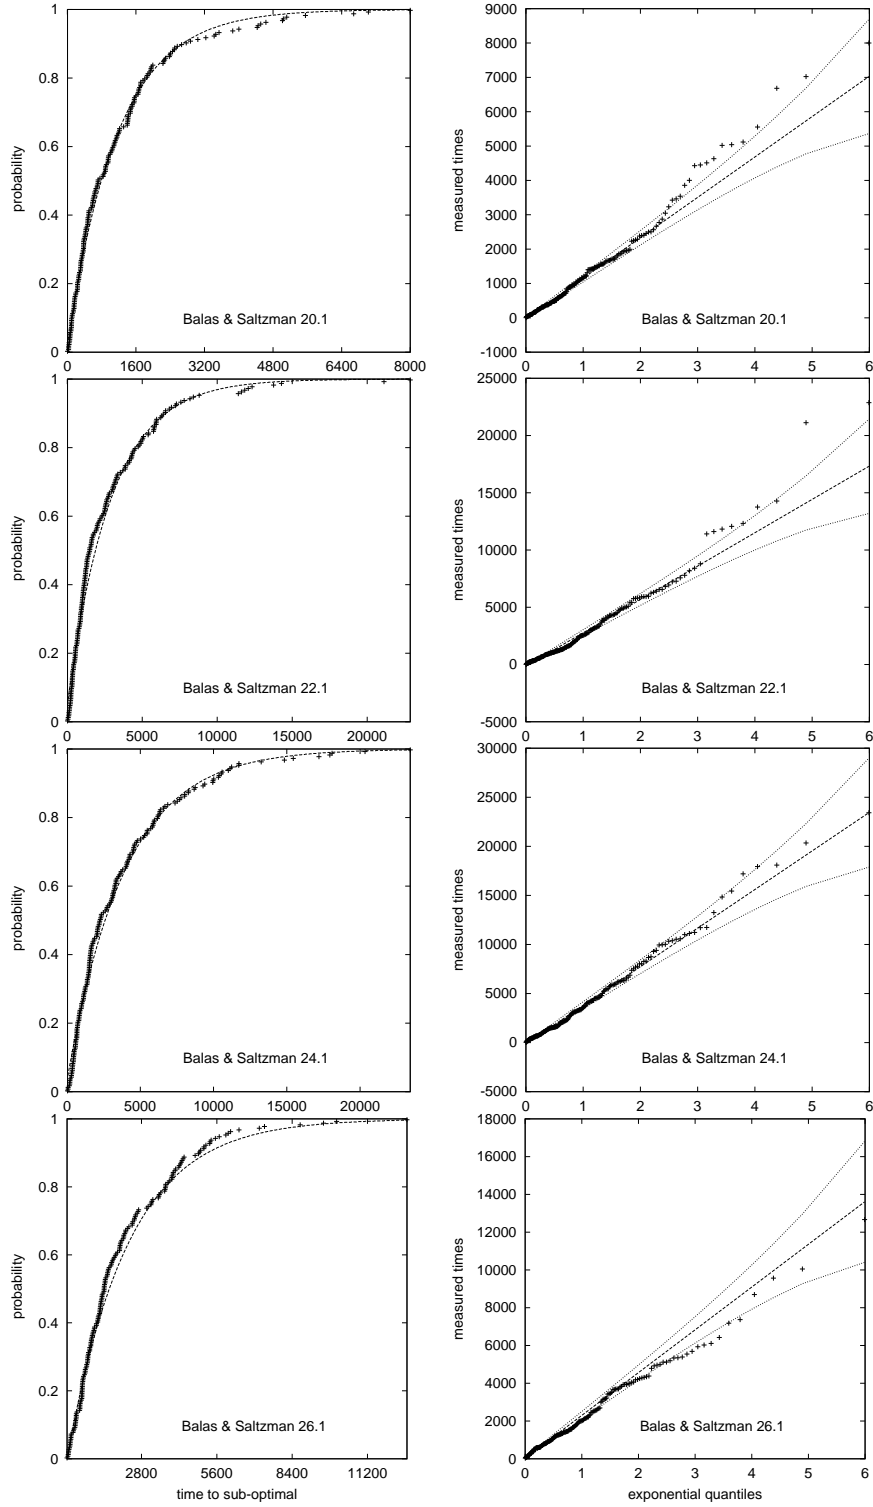 1
0.8
0.6
0.4
0.2
0
probability
0 1600 3200 4800 6400 8000
Balas & Saltzman 20.1
9000
8000
7000
6000
5000
4000
3000
2000
1000
0
-1000
measured times
0 1 2 3 4 5 6
Balas & Saltzman 20.1
1
0.8
0.6
0.4
0.2
0
probability
0 5000 10000 15000 20000
Balas & Saltzman 22.1
25000
20000
15000
10000
5000
0
-5000
measured times
0 1 2 3 4 5 6
Balas & Saltzman 22.1
1
0.8
0.6
0.4
0.2
0
probability
0 5000 10000 15000 20000
Balas & Saltzman 24.1
30000
25000
20000
15000
10000
5000
0
-5000
measured times
0 1 2 3 4 5 6
Balas & Saltzman 24.1
1
0.8
0.6
0.4
0.2
0
probability
0 2800 5600 8400 11200
time to sub-optimal
Balas & Saltzman 26.1
18000
16000
14000
12000
10000
8000
6000
4000
2000
0
measured times
0 1 2 3 4 5 6
exponential quantiles
Balas & Saltzman 26.1